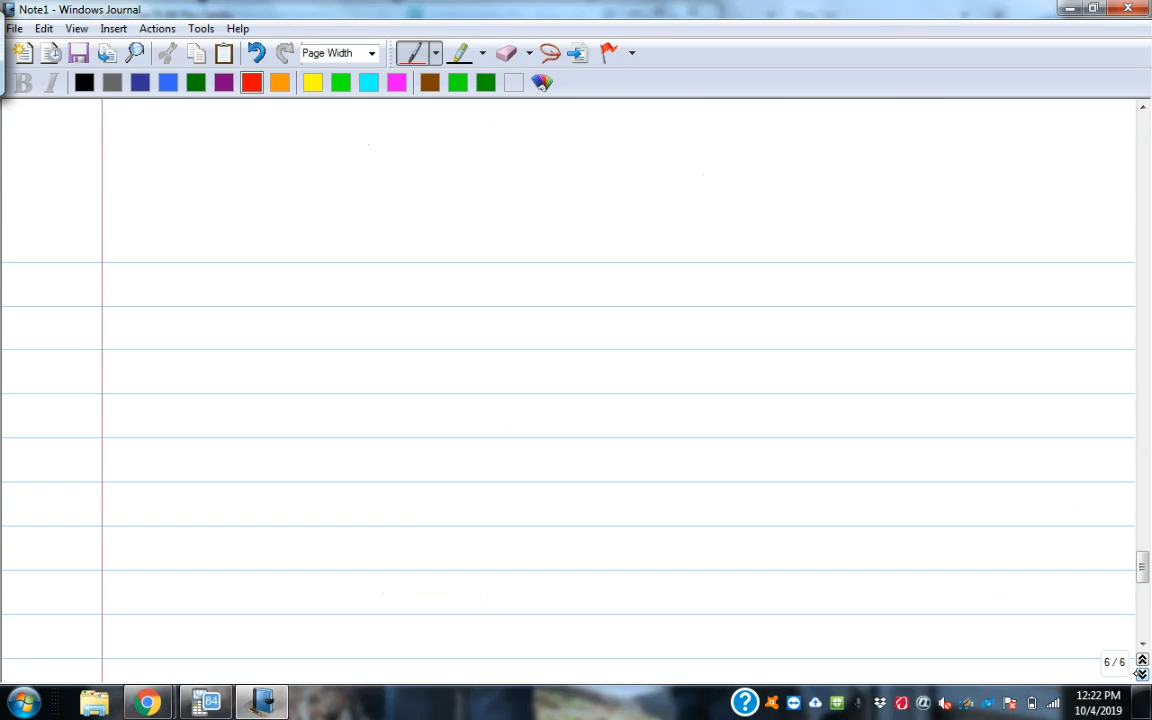 Note1 - Windows Journal
File Edit View Insert Actions Tools Help
Page Width
B I
6 / 6
84
?
12:22 PM
10/4/2019